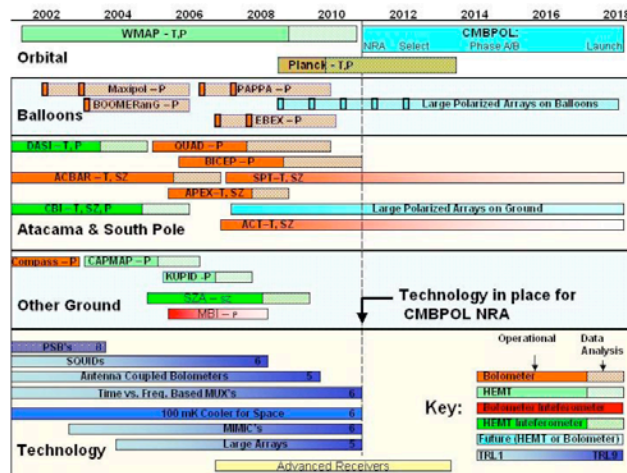 2002 2004 2006 2008 2010 2012 2014 2016 2018
WMAP - T,P
CMBPOL:
NRA Select Phase A/B Launch
Orbital
Planck - T,P
Maxipol – P
PAPPA – P
BOOMERanG – P
Large Polarized Arrays on Balloons
Balloons
EBEX – P
DASI – T, P
QUAD – P
BICEP – P
ACBAR – T, SZ
SPT-T, SZ
APEX-T, SZ
CBI – T, SZ, P
Large Polarized Arrays on Ground
ACT-T, SZ
Atacama & South Pole
Compass – P
CAPMAP – P
KUPID -P
Other Ground
SZA – SZ
MBI – P
Technology in place for
CMBPOL NRA
PSB's
SQUIDs 6
Antenna Coupled Bolometers 5
Time vs. Freq. Based MUX's 6
100 mK Cooler for Space 6
MIMIC's 6
Large Arrays 5
Technology
Advanced Receivers
Operational
Data
Analysis
Key:
Bolometer
HEMT
Bolometer Inteferometer
HEMT Inteferometer
Future (HEMT or Bolometer)
TRL1 TRL9